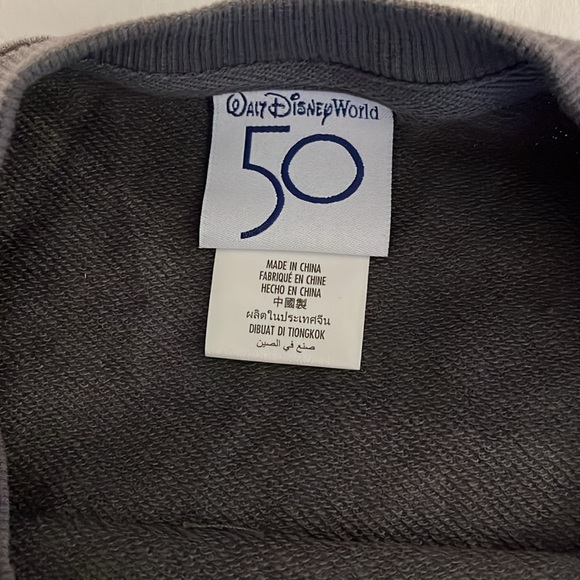 Walt Disney World
50
MADE IN CHINA
FABRIQUÉ EN CHINE
HECHO EN CHINA
中國製
ผลิตในประเทศจีน
DIBUAT DI TIONGKOK
صنع في الصين